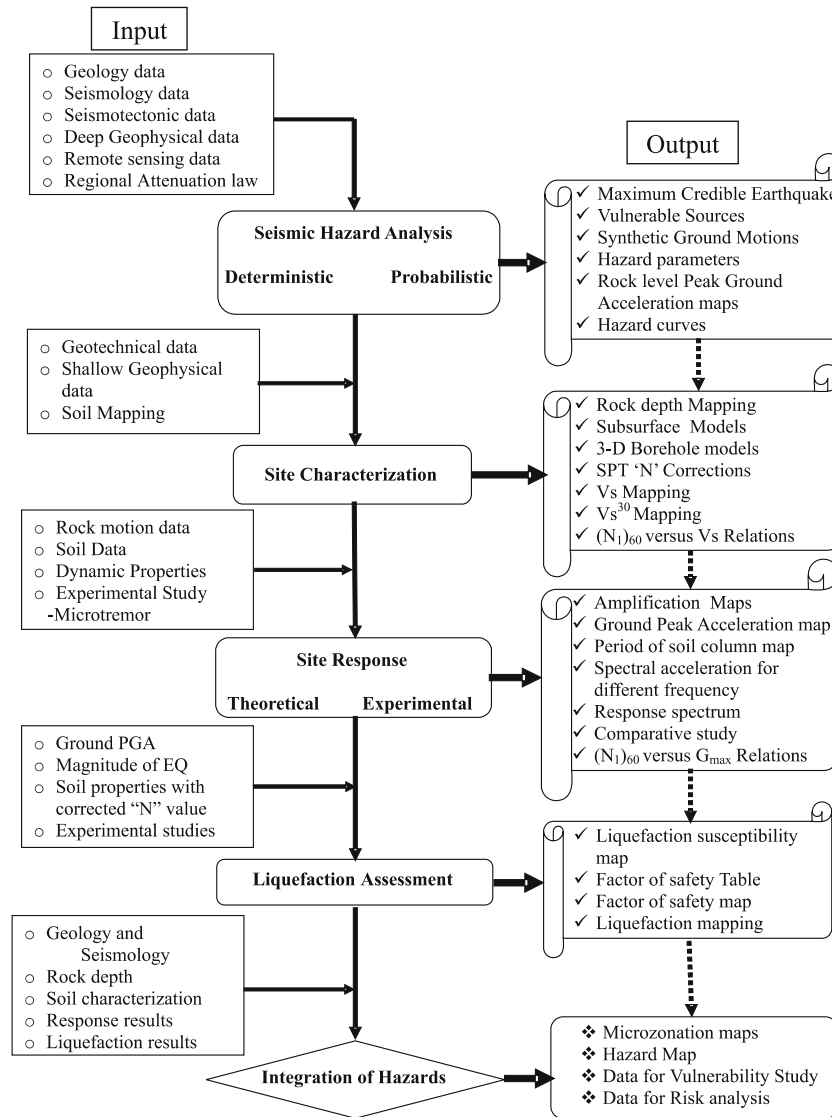 Input
○ Geology data
○ Seismology data
○ Seismotectonic data
○ Deep Geophysical data
○ Remote sensing data
○ Regional Attenuation law
Output
Seismic Hazard Analysis
Deterministic Probabilistic
✓ Maximum Credible Earthquake
✓ Vulnerable Sources
✓ Synthetic Ground Motions
✓ Hazard parameters
✓ Rock level Peak Ground
Acceleration maps
✓ Hazard curves
○ Geotechnical data
○ Shallow Geophysical
data
○ Soil Mapping
Site Characterization
✓ Rock depth Mapping
✓ Subsurface Models
✓ 3-D Borehole models
✓ SPT ‘N’ Corrections
✓ Vs Mapping
✓ Vs³⁰ Mapping
✓ (N₁)₆₀ versus Vs Relations
○ Rock motion data
○ Soil Data
○ Dynamic Properties
○ Experimental Study
-Microtremor
Site Response
Theoretical Experimental
✓ Amplification Maps
✓ Ground Peak Acceleration map
✓ Period of soil column map
✓ Spectral acceleration for
different frequency
✓ Response spectrum
✓ Comparative study
✓ (N₁)₆₀ versus Gₘₐₓ Relations
○ Ground PGA
○ Magnitude of EQ
○ Soil properties with
corrected “N” value
○ Experimental studies
Liquefaction Assessment
✓ Liquefaction susceptibility
map
✓ Factor of safety Table
✓ Factor of safety map
✓ Liquefaction mapping
○ Geology and
Seismology
○ Rock depth
○ Soil characterization
○ Response results
○ Liquefaction results
Integration of Hazards
❖ Microzonation maps
❖ Hazard Map
❖ Data for Vulnerability Study
❖ Data for Risk analysis